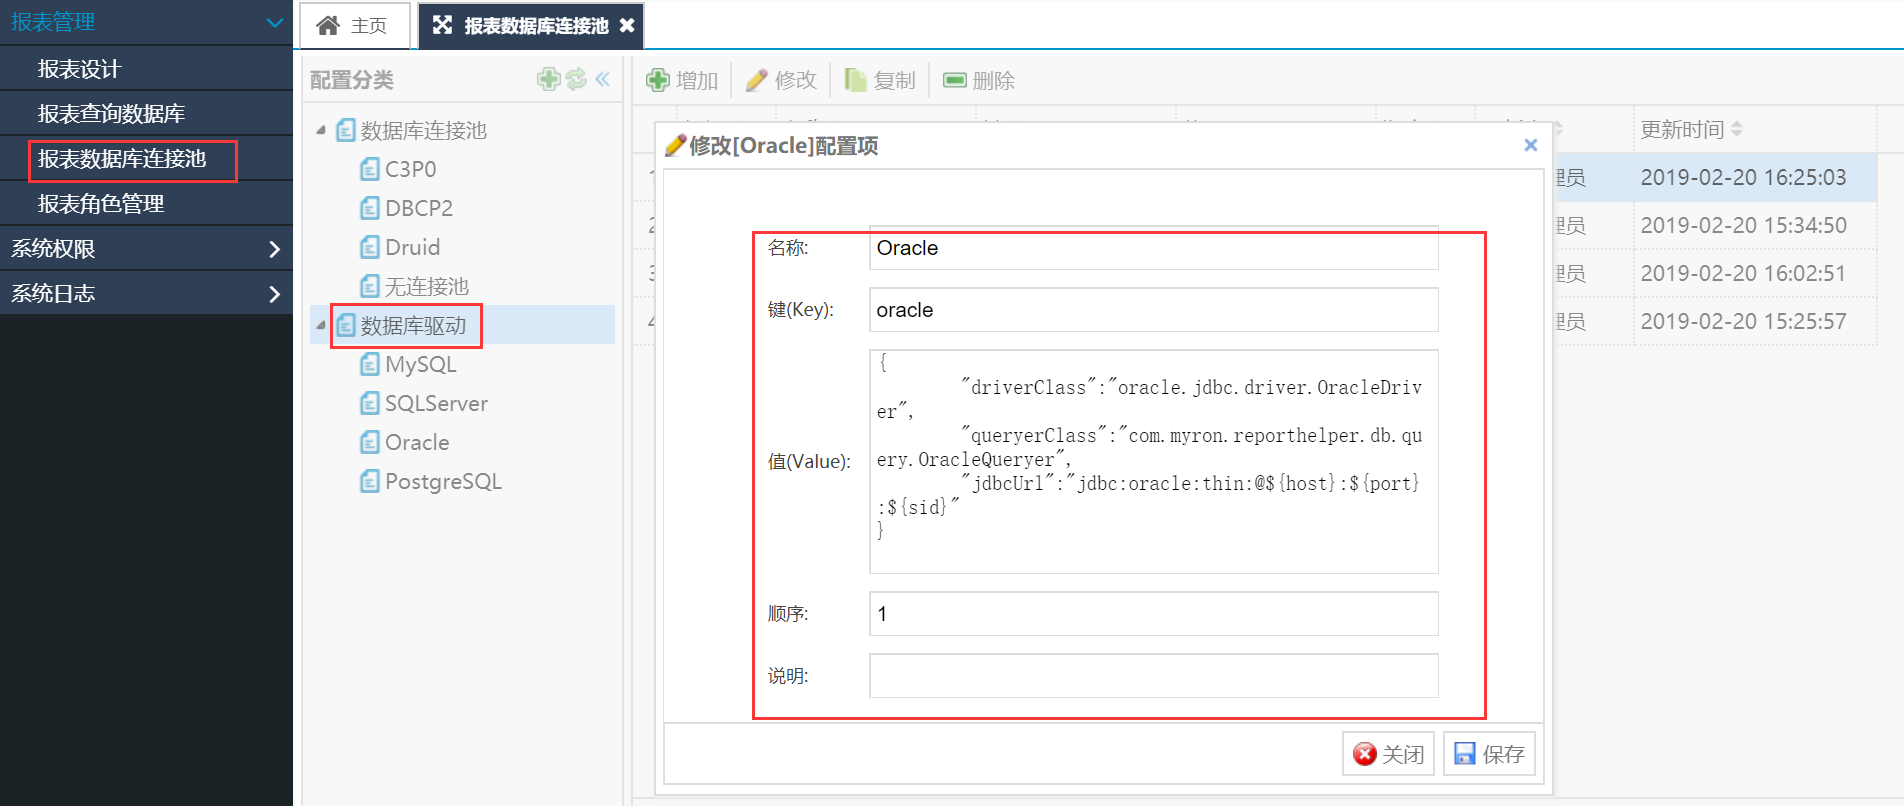 报表管理
报表设计
报表查询数据库
报表数据库连接池
报表角色管理
系统权限
系统日志
主页
报表数据库连接池
配置分类
数据库连接池
C3P0
DBCP2
Druid
无连接池
数据库驱动
MySQL
SQLServer
Oracle
PostgreSQL
增加
修改
复制
删除
更新时间
理员 2019-02-20 16:25:03
理员 2019-02-20 15:34:50
理员 2019-02-20 16:02:51
理员 2019-02-20 15:25:57
修改[Oracle]配置项
名称: Oracle
键(Key): oracle
值(Value):
{
"driverClass":"oracle.jdbc.driver.OracleDriv
er",
"queryerClass":"com.myron.reporthelper.db.qu
ery.OracleQueryer",
"jdbcUrl":"jdbc:oracle:thin:@${host}:${port}
:${sid}"
}
顺序: 1
说明:
关闭
保存